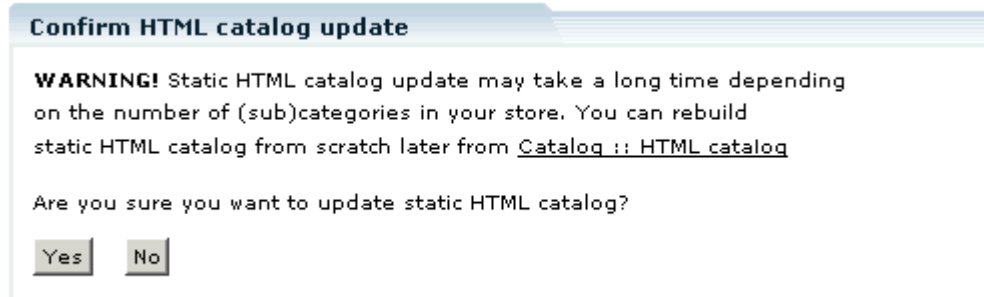 Confirm HTML catalog update
WARNING! Static HTML catalog update may take a long time depending
on the number of (sub)categories in your store. You can rebuild
static HTML catalog from scratch later from Catalog :: HTML catalog
Are you sure you want to update static HTML catalog?
Yes No